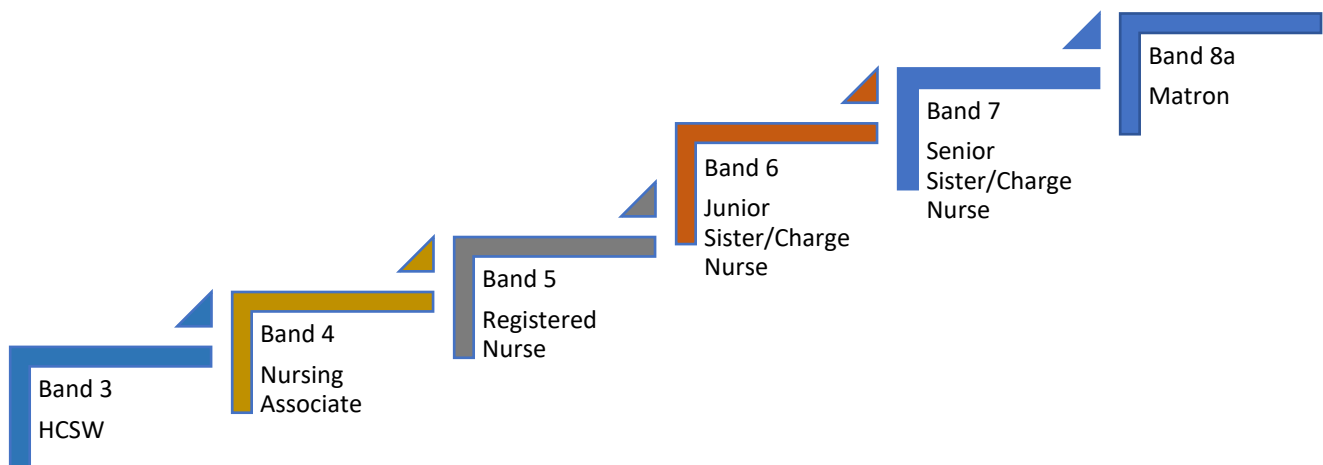 Band 3
HCSW
Band 4
Nursing
Associate
Band 5
Registered
Nurse
Band 6
Junior
Sister/Charge
Nurse
Band 7
Senior
Sister/Charge
Nurse
Band 8a
Matron